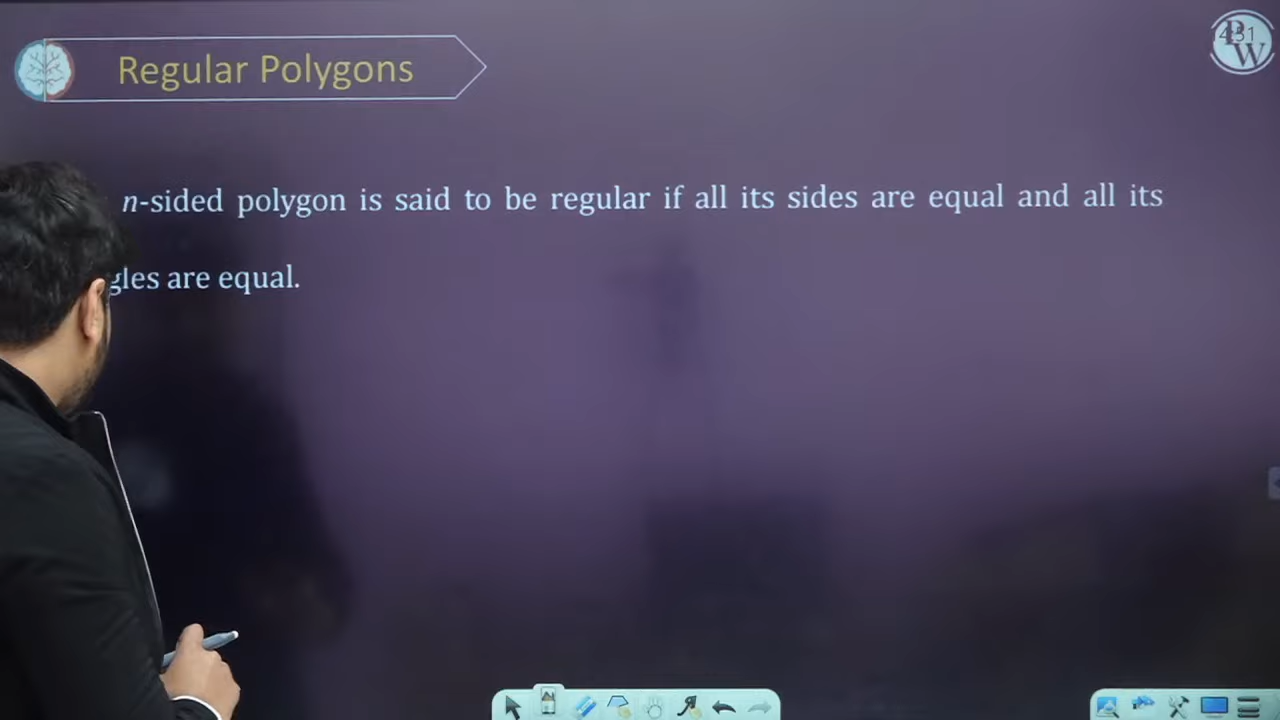 Regular Polygons
n-sided polygon is said to be regular if all its sides are equal and all its
gles are equal.
PW